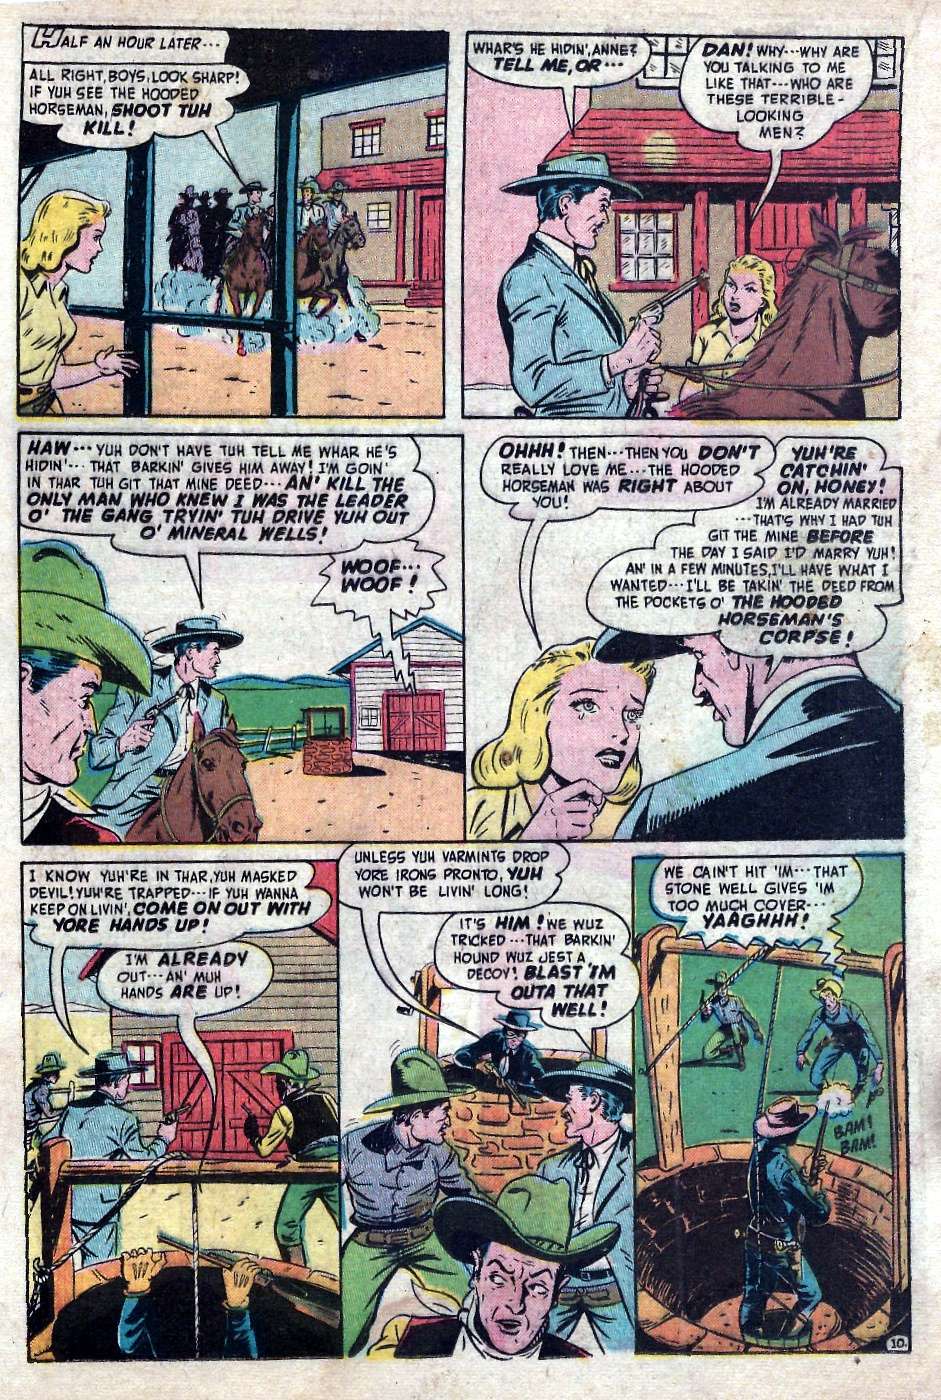 HALF AN HOUR LATER---
ALL RIGHT, BOYS, LOOK SHARP!
IF YUH SEE THE HOODED
HORSEMAN, SHOOT TUH
KILL!
WHAR'S HE HIDIN', ANNE?
TELL ME, OR ---
DAN! WHY---WHY ARE
YOU TALKING TO ME
LIKE THAT---WHO ARE
THESE TERRIBLE-
LOOKING
MEN?
HAW--- YUH DON'T HAVE TUH TELL ME WHAR HE'S
HIDIN'--- THAT BARKIN' GIVES HIM AWAY! I'M GOIN'
IN THAR TUH GIT THAT MINE DEED--- AN' KILL THE
ONLY MAN WHO KNEW I WAS THE LEADER
O' THE GANG TRYIN' TUH DRIVE YUH OUT
O' MINERAL WELLS!
WOOF---
WOOF!
OHHH! THEN---THEN YOU DON'T
REALLY LOVE ME---THE HOODED
HORSEMAN WAS RIGHT ABOUT
YOU!
YUH'RE
CATCHIN'
ON, HONEY!
I'M ALREADY MARRIED
---THAT'S WHY I HAD TUH
GIT THE MINE BEFORE
THE DAY I SAID I'D MARRY YUH!
AN' IN A FEW MINUTES, I'LL HAVE WHAT I
WANTED---I'LL BE TAKIN' THE DEED FROM
THE POCKETS O' THE HOODED
HORSEMAN'S
CORPSE!
I KNOW YUH'RE IN THAR, YUH MASKED
DEVIL! YUH'RE TRAPPED---IF YUH WANNA
KEEP ON LIVIN', COME ON OUT WITH
YORE HANDS UP!
I'M ALREADY
OUT---AN' MUH
HANDS ARE UP!
UNLESS YUH VARMINTS DROP
YORE IRONS PRONTO, YUH
WON'T BE LIVIN' LONG!
IT'S HIM! WE WUZ
TRICKED---THAT BARKIN'
HOUND WUZ JEST A
DECOY! BLAST 'IM
OUTA THAT
WELL!
WE CAIN'T HIT 'IM---THAT
STONE WELL GIVES 'IM
TOO MUCH COVER---
YAAGHHH!
BAM!
BAM!
10